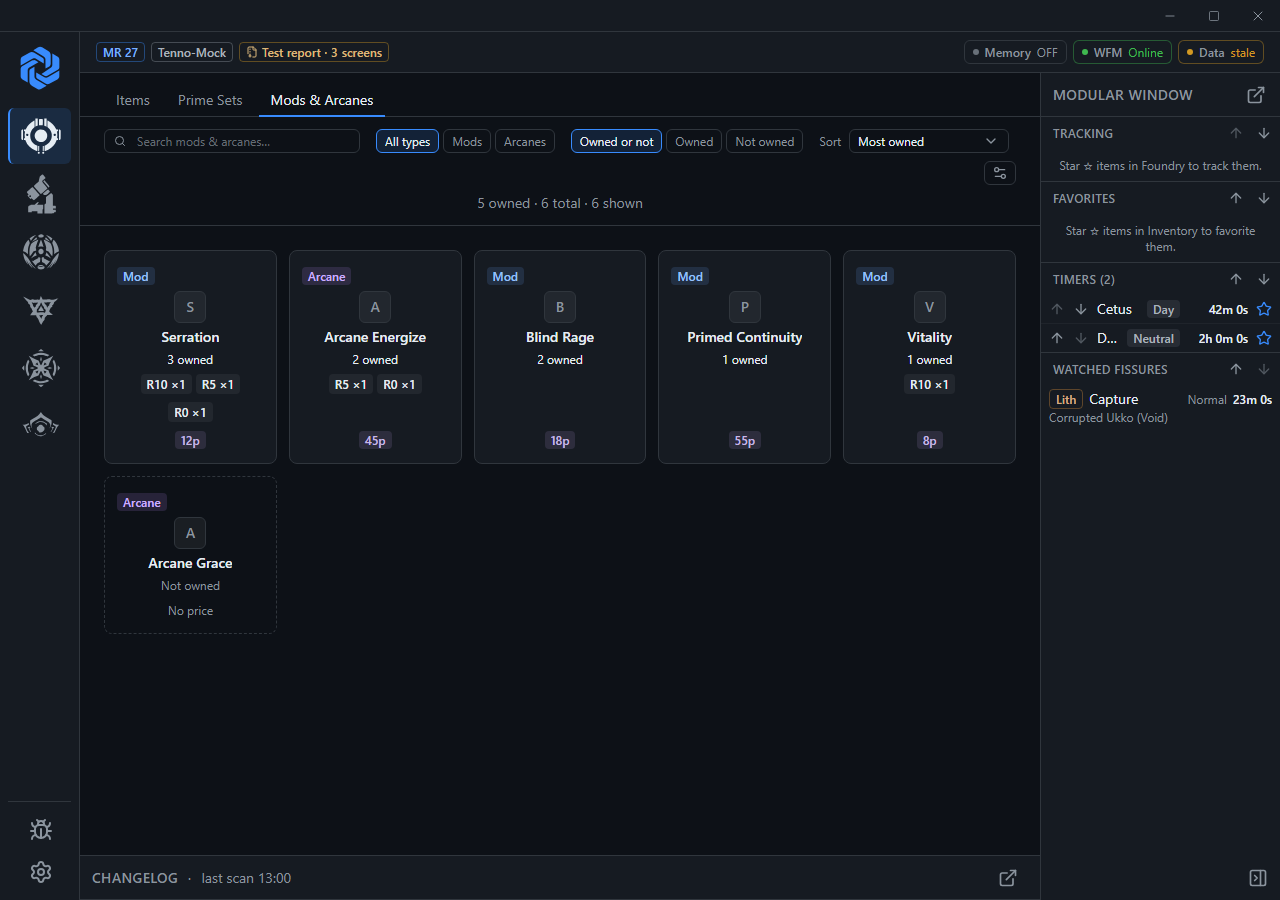 MR 27 Tenno-Mock Test report · 3 screens Memory OFF WFM Online Data stale
Items Prime Sets Mods & Arcanes
Search mods & arcanes... All types Mods Arcanes Owned or not Owned Not owned Sort Most owned
5 owned · 6 total · 6 shown
Mod
S
Serration
3 owned
R10 ×1 R5 ×1
R0 ×1
12p
Arcane
A
Arcane Energize
2 owned
R5 ×1 R0 ×1
45p
Mod
B
Blind Rage
2 owned
18p
Mod
P
Primed Continuity
1 owned
55p
Mod
V
Vitality
1 owned
R10 ×1
8p
Arcane
A
Arcane Grace
Not owned
No price
MODULAR WINDOW
TRACKING
Star ☆ items in Foundry to track them.
FAVORITES
Star ☆ items in Inventory to favorite
them.
TIMERS (2)
Cetus Day 42m 0s
D... Neutral 2h 0m 0s
WATCHED FISSURES
Lith Capture Normal 23m 0s
Corrupted Ukko (Void)
CHANGELOG · last scan 13:00